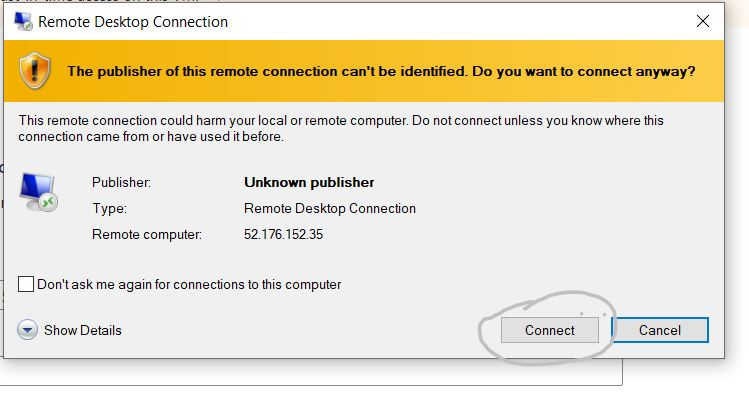 Remote Desktop Connection
The publisher of this remote connection can't be identified. Do you want to connect anyway?
This remote connection could harm your local or remote computer. Do not connect unless you know where this
connection came from or have used it before.
Publisher: Unknown publisher
Type: Remote Desktop Connection
Remote computer: 52.176.152.35
Don't ask me again for connections to this computer
Show Details Connect Cancel